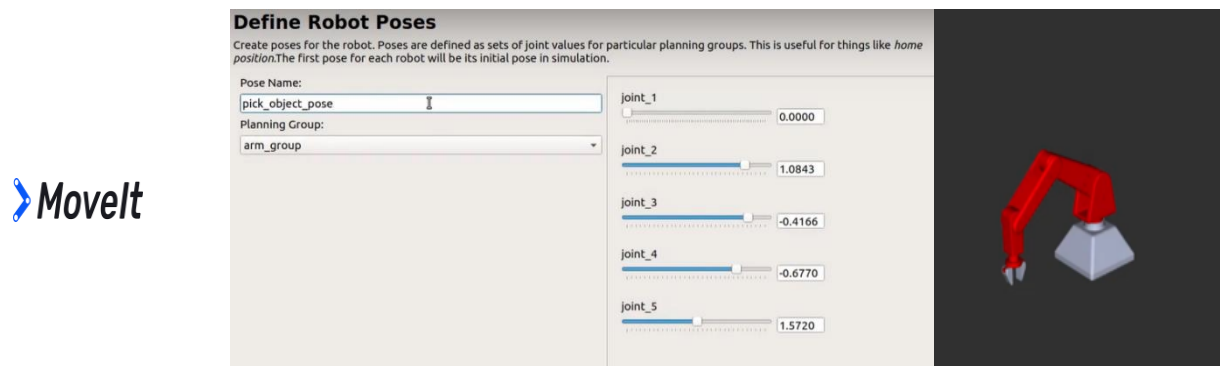 MoveIt
Define Robot Poses
Create poses for the robot. Poses are defined as sets of joint values for particular planning groups. This is useful for things like home
position.The first pose for each robot will be its initial pose in simulation.
Pose Name:
pick_object_pose
Planning Group:
arm_group
joint_1
0.0000
joint_2
1.0843
joint_3
-0.4166
joint_4
-0.6770
joint_5
1.5720